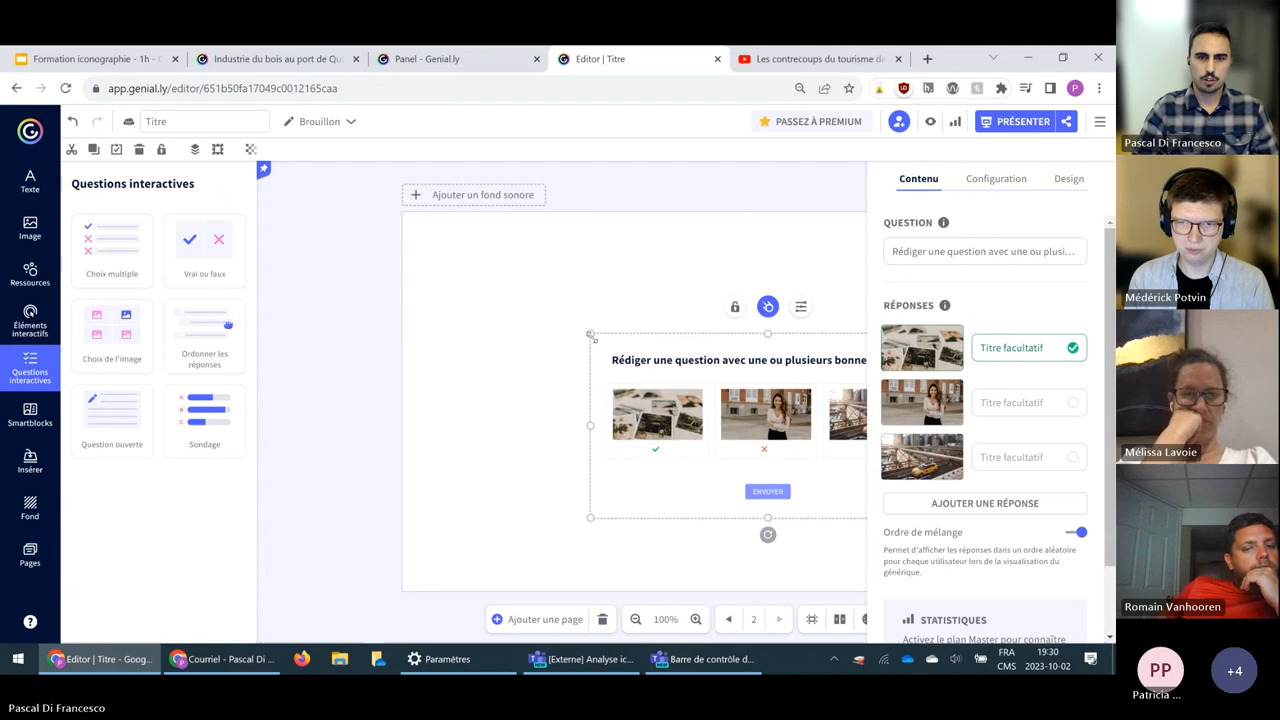 Formation iconographie - 1h - G
Industrie du bois au port de Qu
Panel - Genial.ly
Editor | Titre
Les contrecoups du tourisme de
app.genial.ly/editor/651b50fa17049c0012165caa
P
Titre
Brouillon
PASSEZ À PREMIUM
PRÉSENTER
Texte
Image
Ressources
Éléments
interactifs
Questions
interactives
Smartblocks
Insérer
Fond
Pages
Questions interactives
Choix multiple
Vrai ou faux
Choix de l'image
Ordonner les
réponses
Question ouverte
A
B
C
Sondage
Ajouter un fond sonore
Rédiger une question avec une ou plusieurs bonne
ENVOYER
Ajouter une page
100%
2
Contenu
Configuration
Design
QUESTION
Rédiger une question avec une ou plusi...
RÉPONSES
Titre facultatif
Titre facultatif
Titre facultatif
AJOUTER UNE RÉPONSE
Ordre de mélange
Permet d'afficher les réponses dans un ordre aléatoire
pour chaque utilisateur lors de la visualisation du
générique.
STATISTIQUES
Activez le plan Master pour connaître
Editor | Titre - Goog...
Courriel - Pascal Di ...
Paramètres
[Externe] Analyse ic...
Barre de contrôle d...
FRA
CMS
19:30
2023-10-02
Pascal Di Francesco
Médérick Potvin
Mélissa Lavoie
Romain Vanhooren
PP
Patricia ...
+4
Pascal Di Francesco